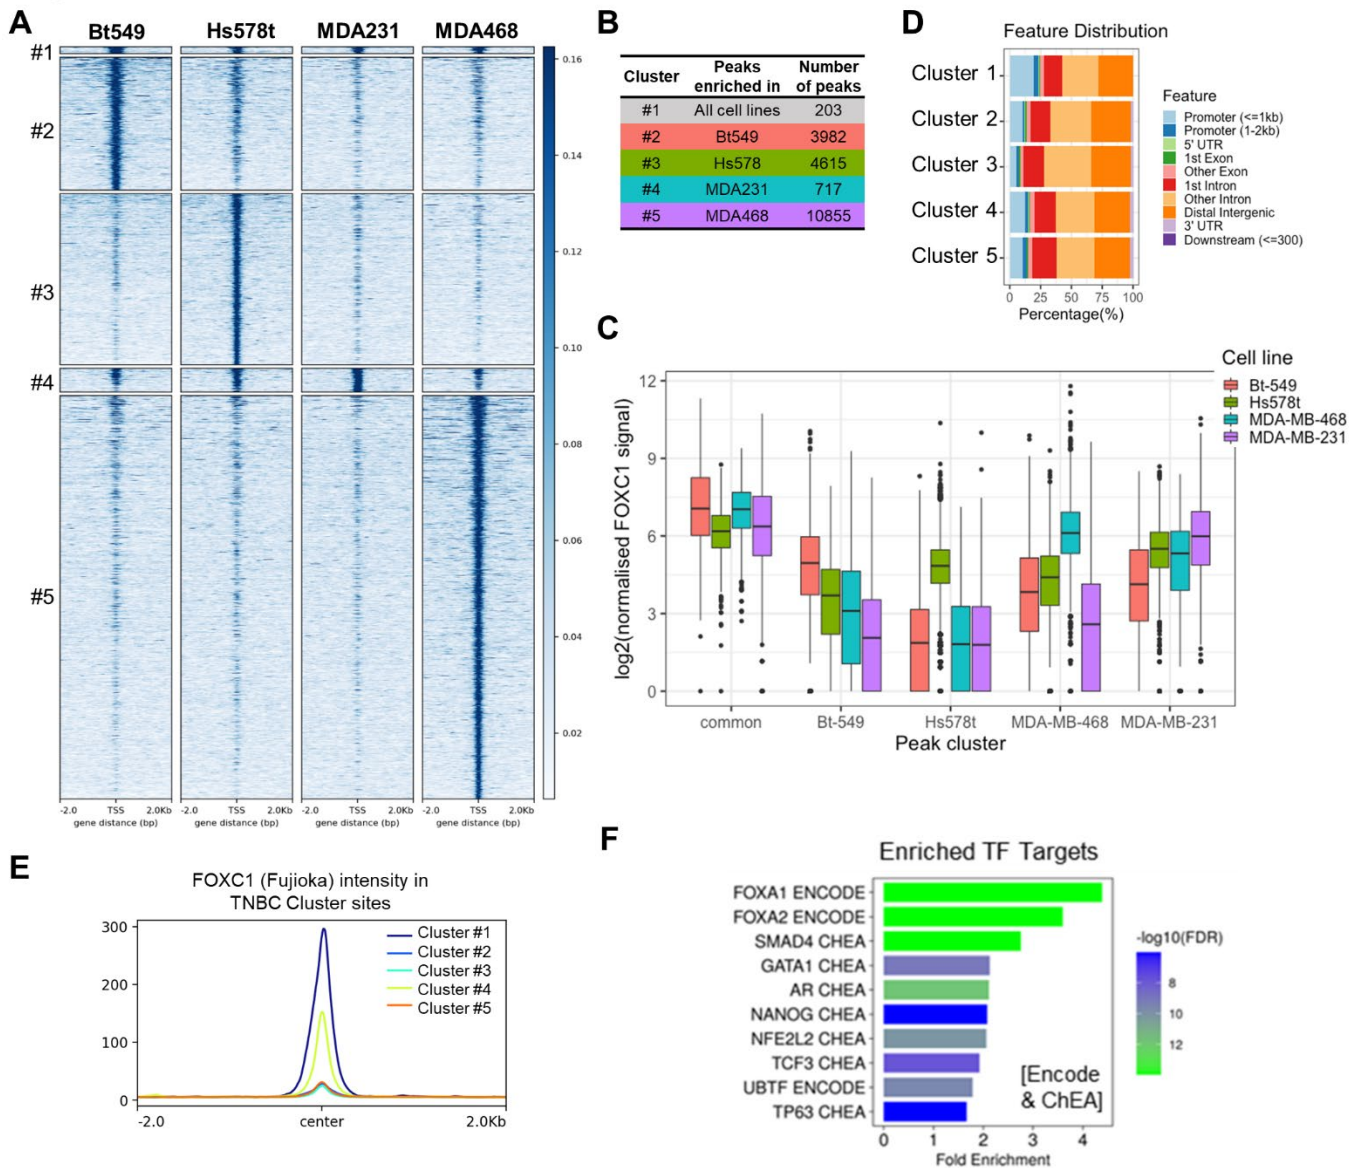 A
Bt549 Hs578t MDA231 MDA468
#1
#2
#3
#4
#5
0.16
0.14
0.12
0.10
0.08
0.06
0.04
0.02
-2.0 TSS 2.0Kb -2.0 TSS 2.0Kb -2.0 TSS 2.0Kb -2.0 TSS 2.0Kb
gene distance (bp) gene distance (bp) gene distance (bp) gene distance (bp)
B
Cluster Peaks enriched in Number of peaks
#1 All cell lines 203
#2 Bt549 3982
#3 Hs578 4615
#4 MDA231 717
#5 MDA468 10855
D
Feature Distribution
Cluster 1
Cluster 2
Cluster 3
Cluster 4
Cluster 5
0 25 50 75 100
Percentage(%)
Feature
Promoter (<=1kb)
Promoter (1-2kb)
5' UTR
1st Exon
Other Exon
1st Intron
Other Intron
Distal Intergenic
3' UTR
Downstream (<=300)
C
Cell line
Bt-549
Hs578t
MDA-MB-468
MDA-MB-231
log2(normalised FOXC1 signal)
12
9
6
3
0
common Bt-549 Hs578t MDA-MB-468 MDA-MB-231
Peak cluster
E
FOXC1 (Fujioka) intensity in
TNBC Cluster sites
300
200
100
0
Cluster #1
Cluster #2
Cluster #3
Cluster #4
Cluster #5
-2.0 center 2.0Kb
F
Enriched TF Targets
FOXA1 ENCODE
FOXA2 ENCODE
SMAD4 CHEA
GATA1 CHEA
AR CHEA
NANOG CHEA
NFE2L2 CHEA
TCF3 CHEA
UBTF ENCODE
TP63 CHEA
[Encode
& ChEA]
0 1 2 3 4
Fold Enrichment
-log10(FDR)
8
10
12